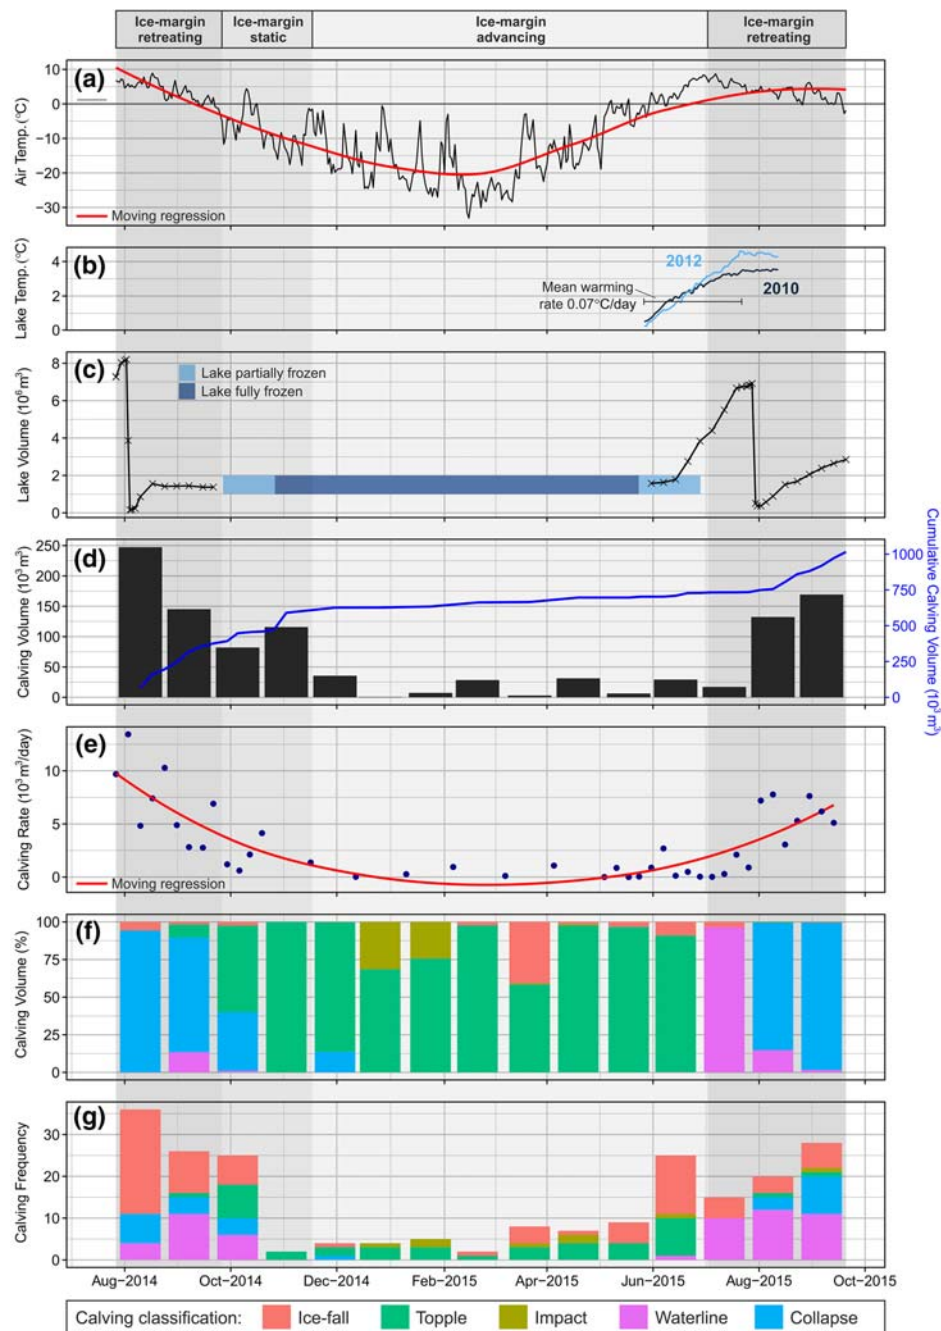 Ice-margin retreating
Ice-margin static
Ice-margin advancing
Ice-margin retreating
(a)
Air Temp.(°C)
10
0
−10
−20
−30
Moving regression
(b)
Lake Temp.(°C)
4
2
0
2012
2010
Mean warming
rate 0.07°C/day
(c)
Lake Volume (10⁶ m³)
8
6
4
2
0
Lake partially frozen
Lake fully frozen
(d)
Calving Volume (10³ m³)
250
200
150
100
50
0
Cumulative Calving
Volume (10³ m³)
1000
750
500
250
0
(e)
Calving Rate (10³ m³/day)
10
5
0
Moving regression
(f)
Calving Volume (%)
100
75
50
25
0
(g)
Calving Frequency
30
20
10
0
Aug−2014 Oct−2014 Dec−2014 Feb−2015 Apr−2015 Jun−2015 Aug−2015 Oct−2015
Calving classification: Ice-fall Topple Impact Waterline Collapse